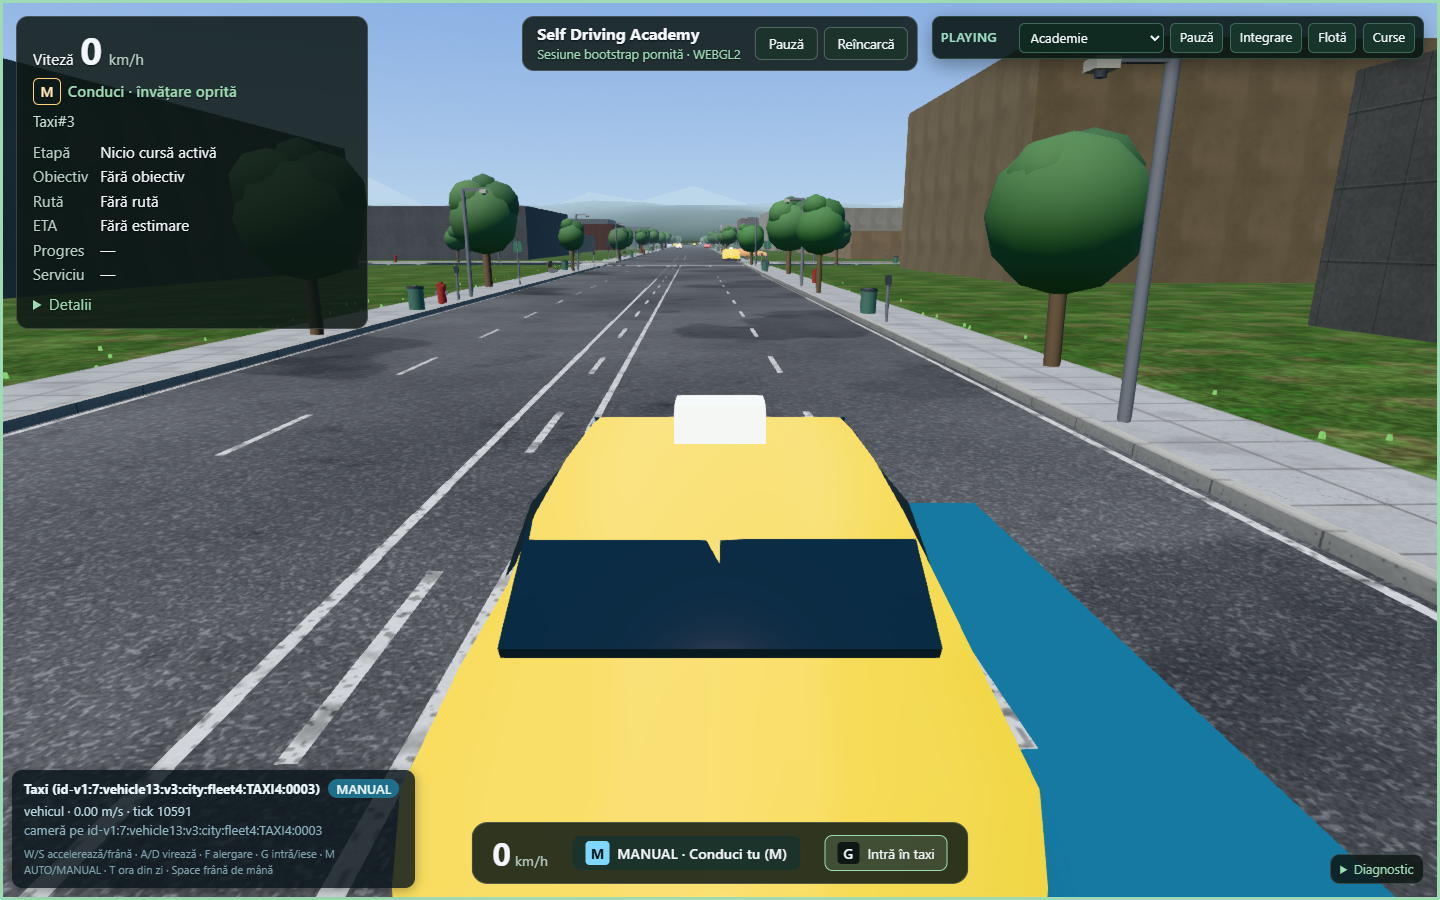 Viteză 0 km/h
M Conduci · învățare oprită
Taxi#3
Etapă Nicio cursă activă
Obiectiv Fără obiectiv
Rută Fără rută
ETA Fără estimare
Progres —
Serviciu —
▶ Detalii
Self Driving Academy
Sesiune bootstrap pornită · WEBGL2
Pauză
Reîncarcă
PLAYING
Academie
Pauză
Integrare
Flotă
Curse
Taxi (id-v1:7:vehicle13:v3:city:fleet4:TAXI4:0003) MANUAL
vehicul · 0.00 m/s · tick 10591
cameră pe id-v1:7:vehicle13:v3:city:fleet4:TAXI4:0003
W/S accelerează/frână · A/D virează · F alergare · G intră/iese · M
AUTO/MANUAL · T ora din zi · Space frână de mână
0 km/h
M MANUAL · Conduci tu (M)
G Intră în taxi
▶ Diagnostic